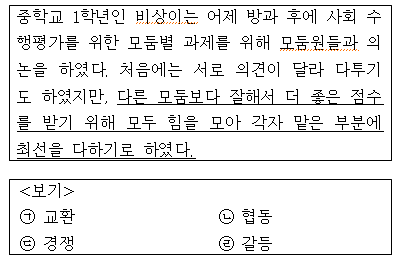 중학교 1학년인 비상이는 어제 방과 후에 사회 수
행평가를 위한 모둠별 과제를 위해 모둠원들과 의
논을 하였다. 처음에는 서로 의견이 달라 다투기
도 하였지만, 다른 모둠보다 잘해서 더 좋은 점수
를 받기 위해 모두 힘을 모아 각자 맡은 부분에
최선을 다하기로 하였다.
<보기>
㉠ 교환 ㉡ 협동
㉢ 경쟁 ㉣ 갈등